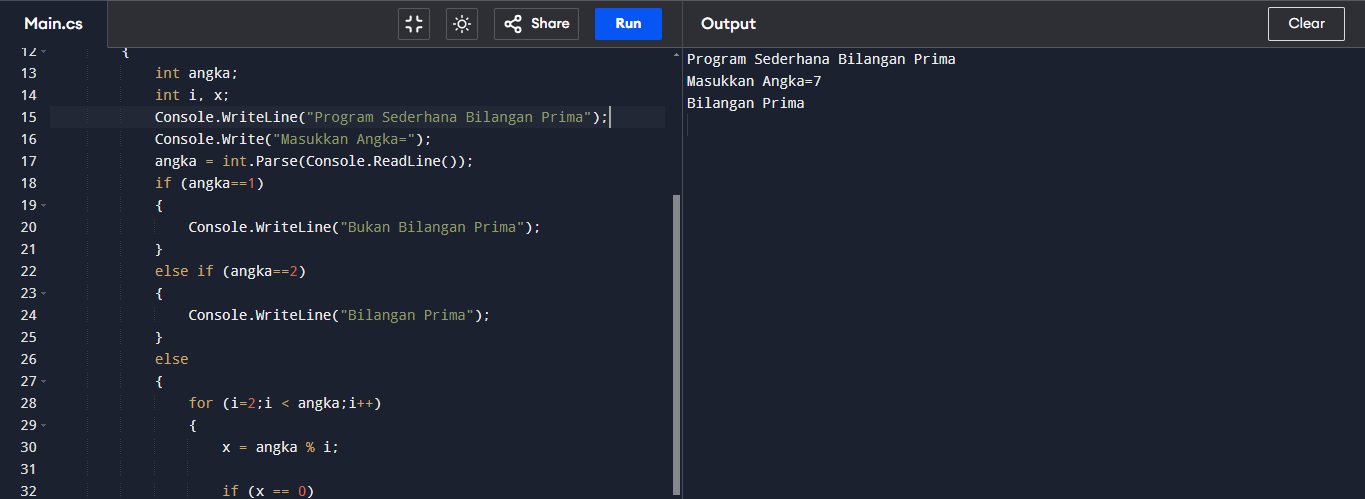 Main.cs
Share
Run
Output
Clear
12 {
13 int angka;
14 int i, x;
15 Console.WriteLine("Program Sederhana Bilangan Prima");
16 Console.Write("Masukkan Angka=");
17 angka = int.Parse(Console.ReadLine());
18 if (angka==1)
19 {
20 Console.WriteLine("Bukan Bilangan Prima");
21 }
22 else if (angka==2)
23 {
24 Console.WriteLine("Bilangan Prima");
25 }
26 else
27 {
28 for (i=2;i < angka;i++)
29 {
30 x = angka % i;
31
32 if (x == 0)
Program Sederhana Bilangan Prima
Masukkan Angka=7
Bilangan Prima